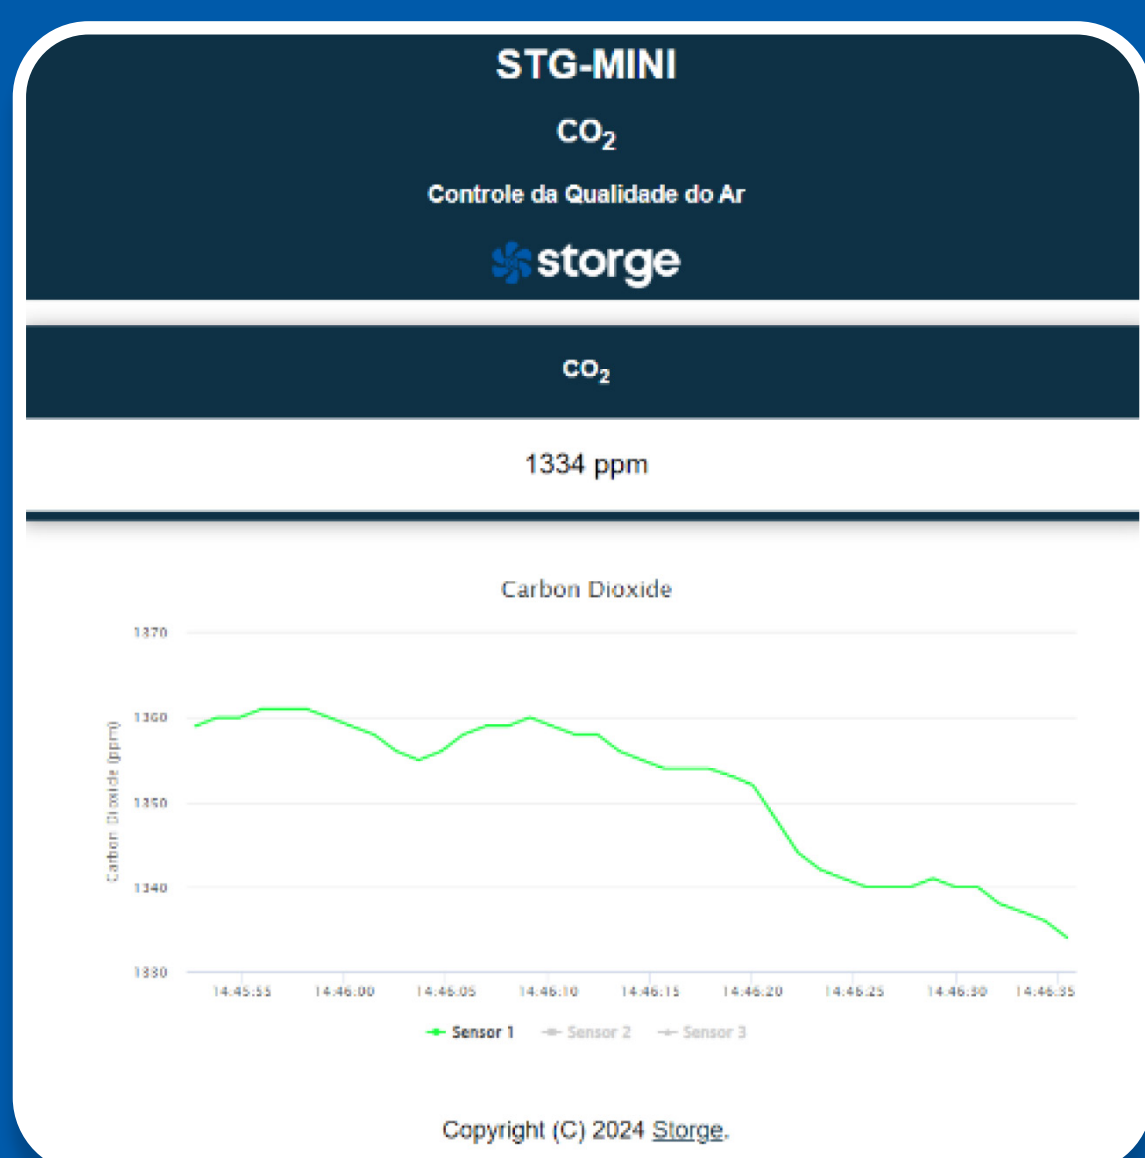 STG-MINI
CO₂
Controle da Qualidade do Ar
storge
CO₂
1334 ppm
Carbon Dioxide
1370
1360
1350
1340
1330
Carbon Dioxide (ppm)
14:45:55 14:46:00 14:46:05 14:46:10 14:46:15 14:46:20 14:46:25 14:46:30 14:46:35
Sensor 1 Sensor 2 Sensor 3
Copyright (C) 2024 Storge.